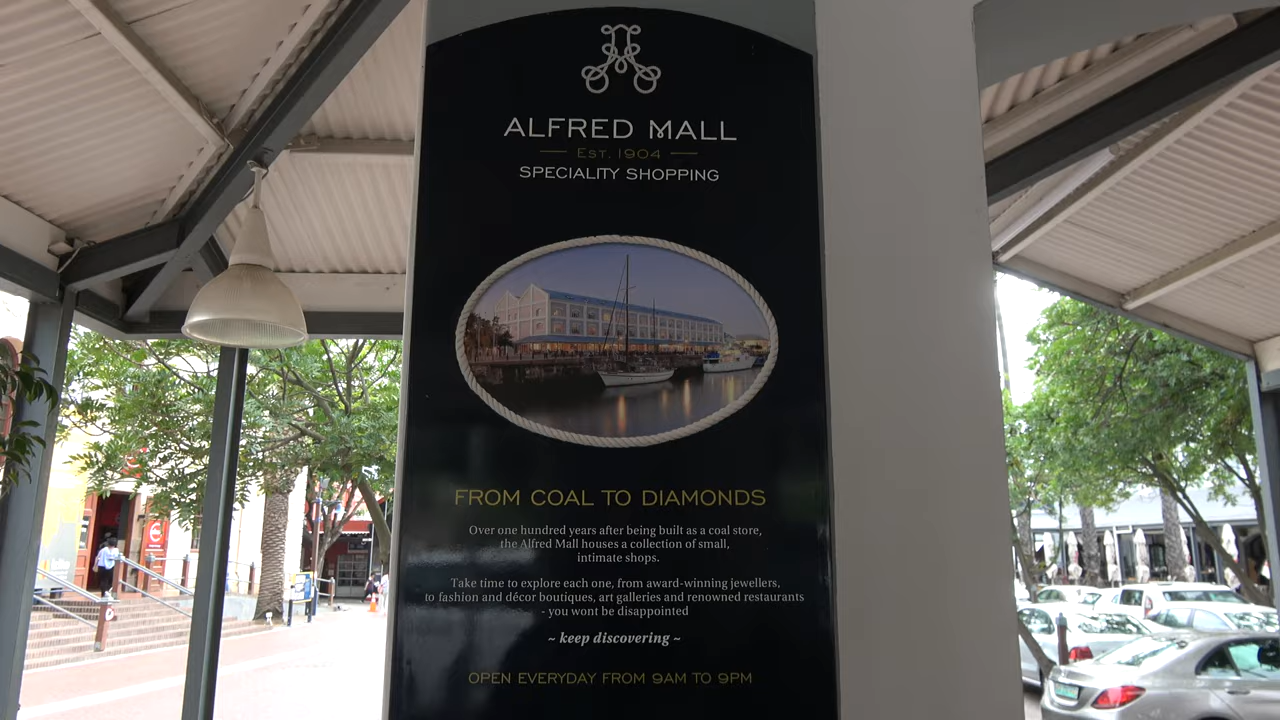 ALFRED MALL
EST. 1904
SPECIALITY SHOPPING
FROM COAL TO DIAMONDS
Over one hundred years after being built as a coal store,
the Alfred Mall houses a collection of small,
intimate shops.
Take time to explore each one, from award-winning jewellers,
to fashion and décor boutiques, art galleries and renowned restaurants
- you wont be disappointed
~ keep discovering ~
OPEN EVERYDAY FROM 9AM TO 9PM